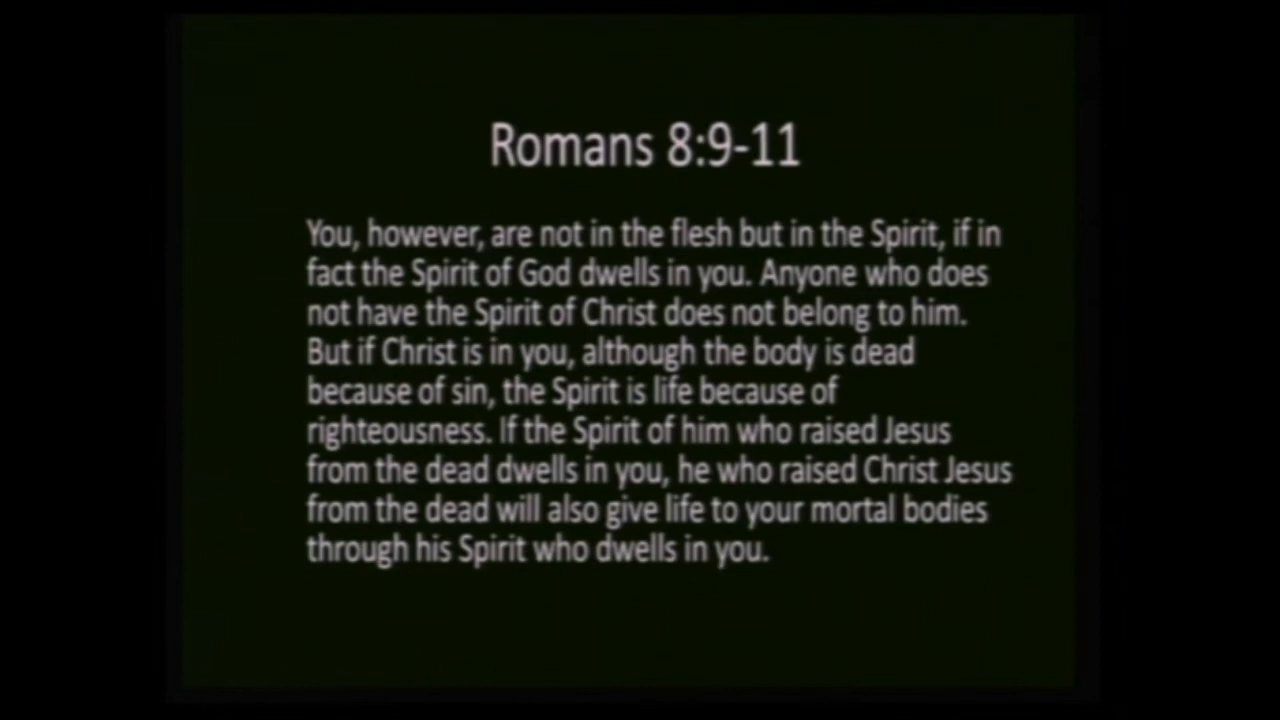 Romans 8:9-11
You, however, are not in the flesh but in the Spirit, if in
fact the Spirit of God dwells in you. Anyone who does
not have the Spirit of Christ does not belong to him.
But if Christ is in you, although the body is dead
because of sin, the Spirit is life because of
righteousness. If the Spirit of him who raised Jesus
from the dead dwells in you, he who raised Christ Jesus
from the dead will also give life to your mortal bodies
through his Spirit who dwells in you.